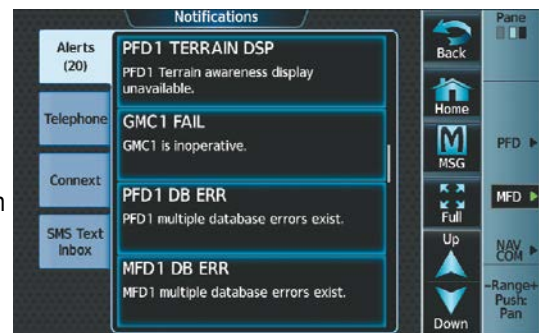 Notifications
Alerts
(20)
Telephone
Connext
SMS Text
Inbox
PFD1 TERRAIN DSP
PFD1 Terrain awareness display
unavailable.
GMC1 FAIL
GMC1 is inoperative.
PFD1 DB ERR
PFD1 multiple database errors exist.
MFD1 DB ERR
MFD1 multiple database errors exist.
Back
Home
M
MSG
Full
Up
Down
Pane
PFD
MFD
NAV
COM
-Range+
Push:
Pan